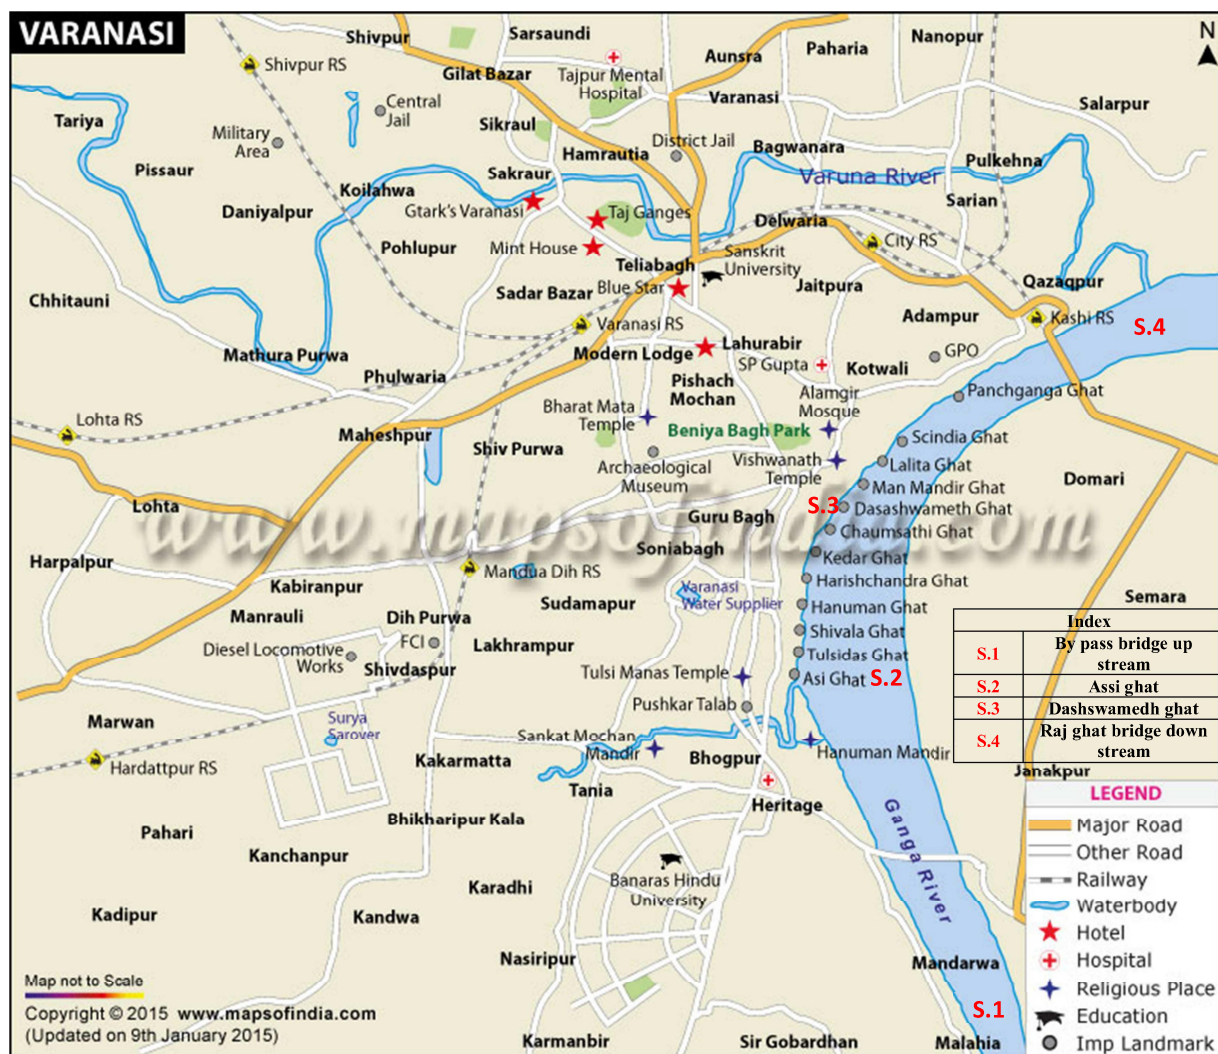 VARANASI
N
Shivpur
Sarsaundi
Aunsra
Paharia
Nanopur
Shivpur RS
Gilat Bazar
Tajpur Mental
Hospital
Varanasi
Salarpur
Tariya
Central
Jail
Military
Area
Sikraul
District Jail
Hamrautia
Bagwanara
Pulkehna
Pissaur
Koilahwa
Sakraur
Varuna River
Sarian
Daniyalpur
Gtark's Varanasi
Taj Ganges
Delwaria
Pohlupur
Mint House
City RS
Sanskrit
University
Teliabagh
Chhitauni
Sadar Bazar
Blue Star
Jaitpura
Qazaqpur
Varanasi RS
Adampur
Kashi RS
S.4
Mathura Purwa
Modern Lodge
Lahurabir
SP Gupta
Kotwali
GPO
Phulwaria
Pishach
Mochan
Alamgir
Mosque
Panchganga Ghat
Lohta RS
Bharat Mata
Temple
Beniya Bagh Park
Maheshpur
Shiv Purwa
Scindia Ghat
Archaeological
Museum
Vishwanath
Temple
Lalita Ghat
Domari
Man Mandir Ghat
Lohta
S.3
Dasashwameth Ghat
www.mapsofindia.com
Guru Bagh
Chaumsathi Ghat
Harpalpur
Soniabagh
Kedar Ghat
Kabiranpur
Mandua Dih RS
Varanasi
Water Supplier
Harishchandra Ghat
Semara
Manrauli
Dih Purwa
Sudamapur
Hanuman Ghat
Diesel Locomotive
Works
FCI
Lakhrampur
Shivala Ghat
Shivdaspur
Tulsidas Ghat
Tulsi Manas Temple
Asi Ghat
S.2
Index
S.1 By pass bridge up
stream
S.2 Assi ghat
S.3 Dashswamedh ghat
S.4 Raj ghat bridge down
stream
Marwan
Surya
Sarover
Pushkar Talab
Sankat Mochan
Mandir
Hanuman Mandir
Hardattpur RS
Kakarmatta
Bhogpur
Janakpur
Tania
Heritage
Pahari
Bhikharipur Kala
Kanchanpur
Ganga River
Karadhi
Banaras Hindu
University
Kadipur
Kandwa
Nasiripur
Mandarwa
S.1
Karmanbir
Sir Gobardhan
Malahia
LEGEND
Major Road
Other Road
Railway
Waterbody
Hotel
Hospital
Religious Place
Education
Imp Landmark
Map not to Scale
Copyright © 2015 www.mapsofindia.com
(Updated on 9th January 2015)